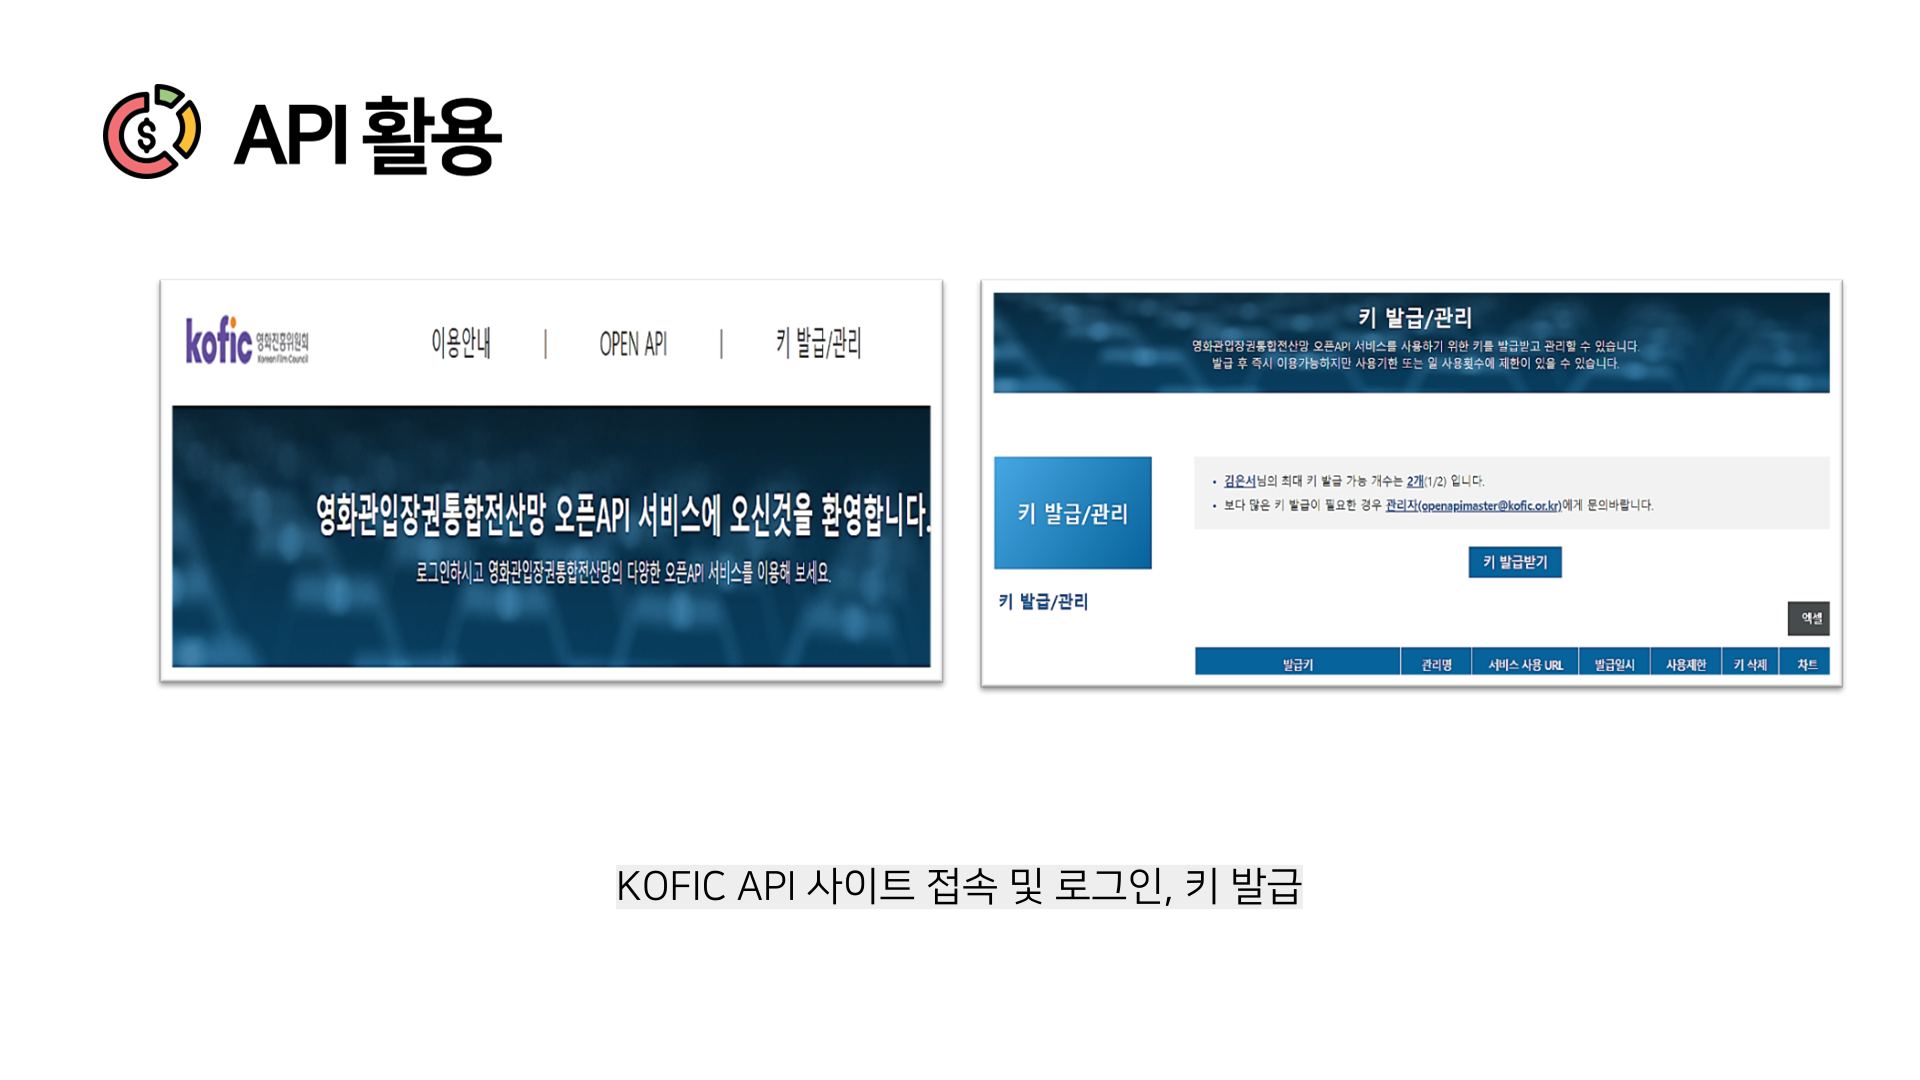 API 활용
kofic 영화진흥위원회
Korean Film Council
이용안내 | OPEN API | 키 발급/관리
영화관입장권통합전산망 오픈API 서비스에 오신것을 환영합니다.
로그인하시고 영화관입장권통합전산망의 다양한 오픈API 서비스를 이용해 보세요.
키 발급/관리
영화관입장권통합전산망 오픈API 서비스를 사용하기 위한 키를 발급받고 관리할 수 있습니다.
발급 후 즉시 이용가능하지만 사용기한 또는 일 사용횟수에 제한이 있을 수 있습니다.
키 발급/관리
키 발급/관리
• 김은서님의 최대 키 발급 가능 개수는 2개(1/2) 입니다.
• 보다 많은 키 발급이 필요한 경우 관리자(openapimaster@kofic.or.kr)에게 문의바랍니다.
키 발급받기
엑셀
발급키 관리명 서비스 사용 URL 발급일시 사용제한 키 삭제 차트
KOFIC API 사이트 접속 및 로그인, 키 발급